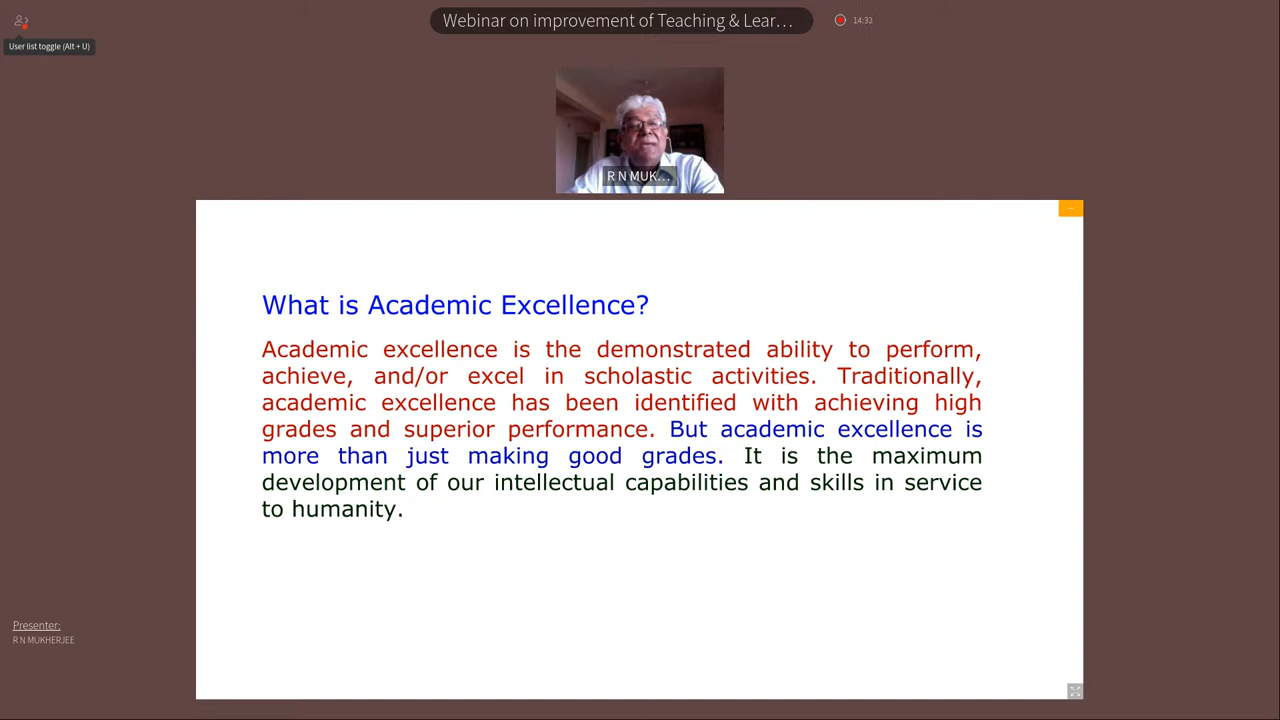 Webinar on improvement of Teaching & Lear…
14:32
User list toggle (Alt + U)
R N MUK…
What is Academic Excellence?
Academic excellence is the demonstrated ability to perform,
achieve, and/or excel in scholastic activities. Traditionally,
academic excellence has been identified with achieving high
grades and superior performance. But academic excellence is
more than just making good grades. It is the maximum
development of our intellectual capabilities and skills in service
to humanity.
Presenter:
R N MUKHERJEE